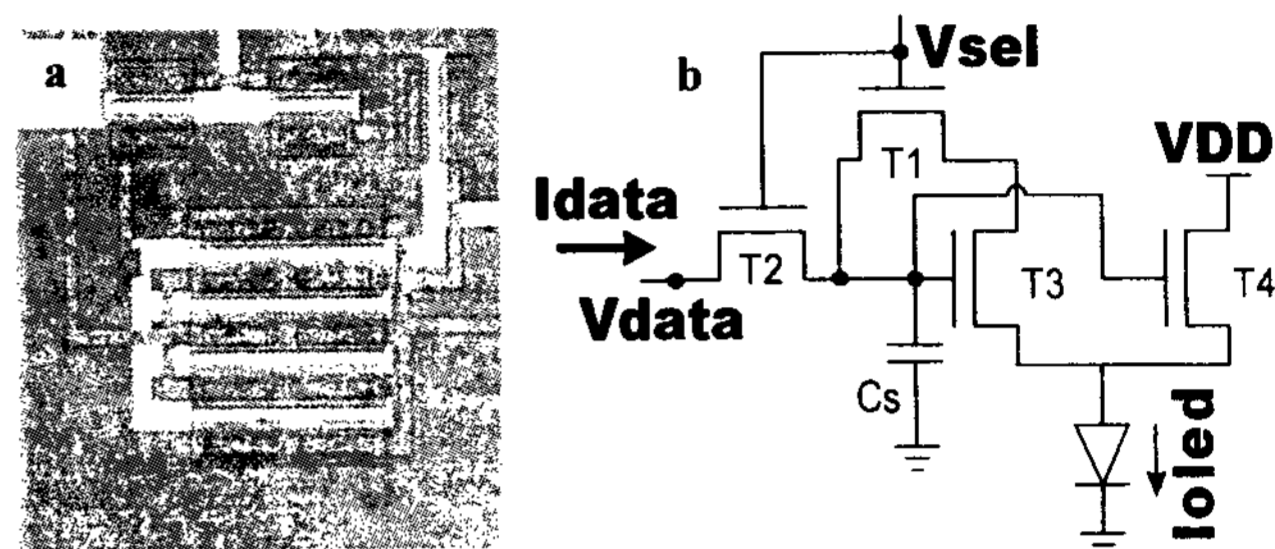 a
b
Vsel
T1
VDD
Idata
T2
T3
T4
Vdata
Cs
Ioled